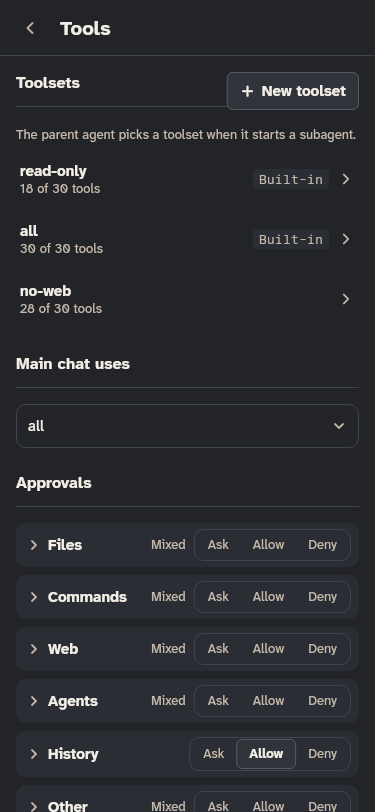 Tools
Toolsets
+ New toolset
The parent agent picks a toolset when it starts a subagent.
read-only
18 of 30 tools
Built-in
all
30 of 30 tools
Built-in
no-web
28 of 30 tools
Main chat uses
all
Approvals
Files Mixed Ask Allow Deny
Commands Mixed Ask Allow Deny
Web Mixed Ask Allow Deny
Agents Mixed Ask Allow Deny
History Ask Allow Deny
Other Mixed Ask Allow Deny